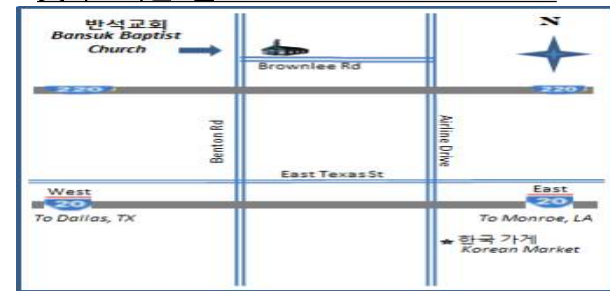 반석교회
Bansuk Baptist
Church
N
Brownlee Rd
220
220
Benton Rd
Airline Drive
East Texas St
West
20
To Dallas, TX
East
20
To Monroe, LA
★ 한국 가게
Korean Market